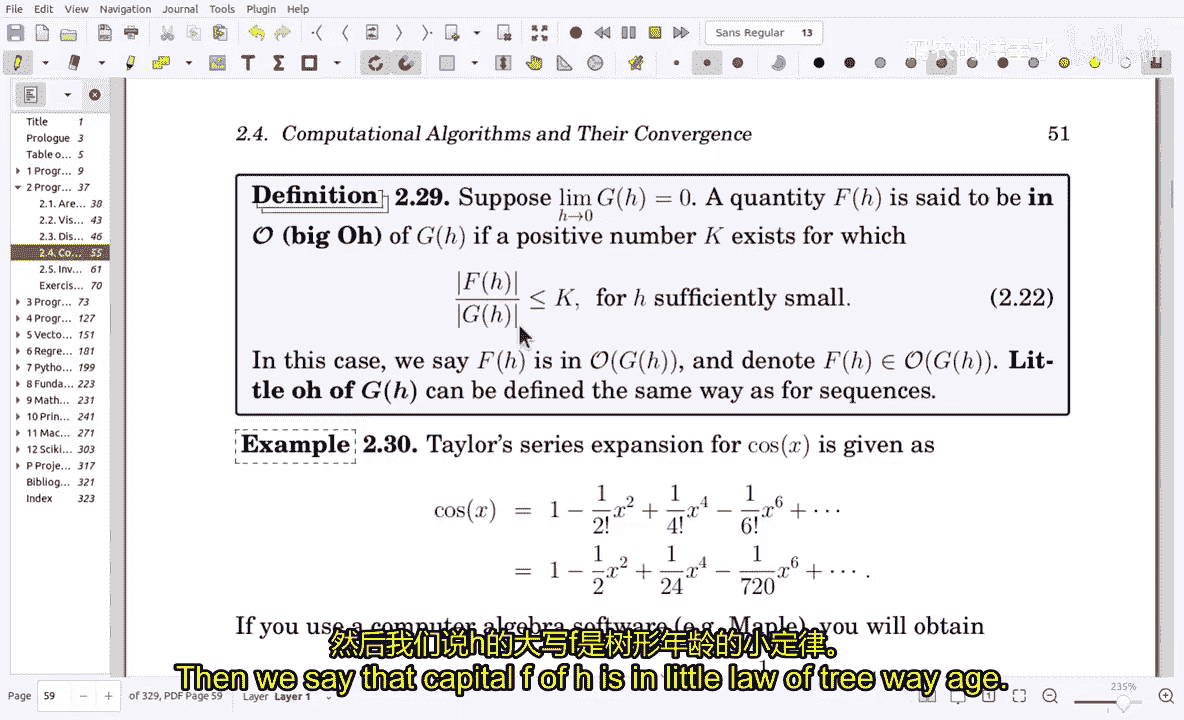 File Edit View Navigation Journal Tools Plugin Help
Sans Regular 13
Title 1
Prologue 3
Table o... 5
1 Progr... 9
2 Progr... 37
2.1. Are... 38
2.2. Vis... 43
2.3. Dis... 46
2.4. Co... 55
2.5. Inv... 61
Exercis... 70
3 Progr... 73
4 Progr... 127
5 Vecto... 151
6 Regre... 181
7 Pytho... 199
8 Funda... 223
9 Math... 231
10 Prin... 241
11 Mac... 271
12 Sciki... 303
P Proje... 317
Bibliog... 321
Index 323
2.4. Computational Algorithms and Their Convergence 51
Definition 2.29. Suppose lim h→0 G(h) = 0. A quantity F(h) is said to be in
𝒪 (big Oh) of G(h) if a positive number K exists for which
|F(h)| / |G(h)| ≤ K, for h sufficiently small. (2.22)
In this case, we say F(h) is in 𝒪(G(h)), and denote F(h) ∈ 𝒪(G(h)). Lit-
tle oh of G(h) can be defined the same way as for sequences.
Example 2.30. Taylor's series expansion for cos(x) is given as
cos(x) = 1 − 1/2! x² + 1/4! x⁴ − 1/6! x⁶ + ⋯
= 1 − 1/2 x² + 1/24 x⁴ − 1/720 x⁶ + ⋯ .
If you use a computer algebra software (e.g. Maple), you will obtain
然后我们说h的大写f是树形年龄的小定律。
Then we say that capital f of h is in little law of tree way age.
Page 59 of 329, PDF Page 59 Layer Layer 1
235%